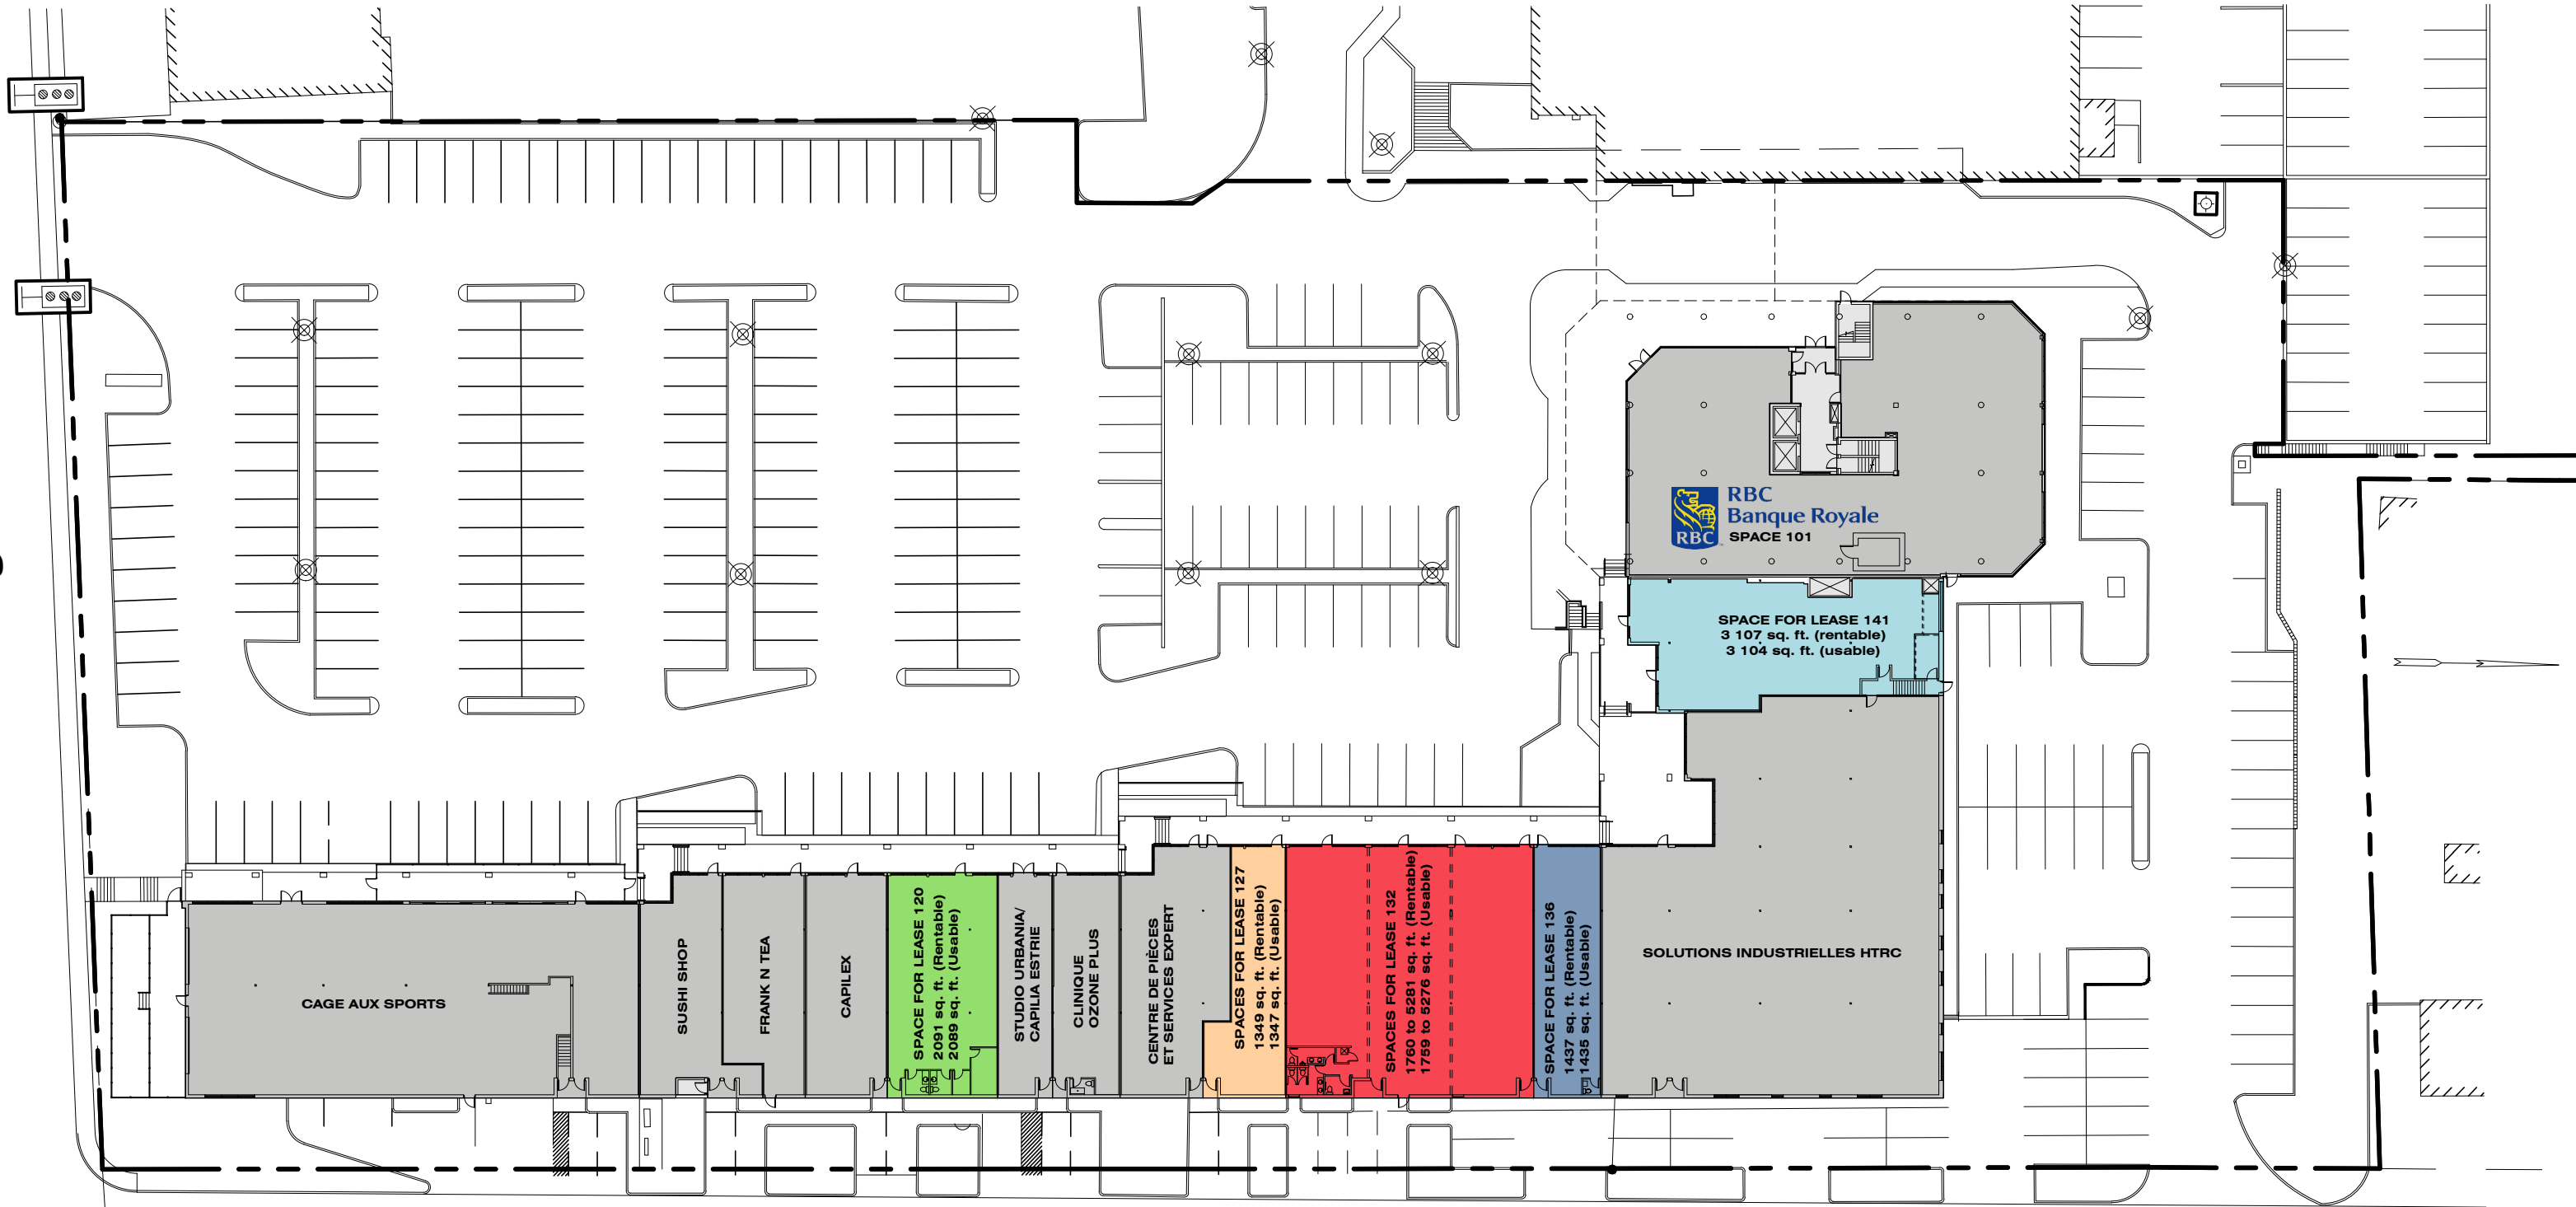 RBC
Banque Royale
RBC
SPACE 101
SPACE FOR LEASE 141
3 107 sq. ft. (rentable)
3 104 sq. ft. (usable)
CAGE AUX SPORTS
SUSHI SHOP
FRANK N TEA
CAPILEX
SPACE FOR LEASE 120
2091 sq. ft. (Rentable)
2089 sq. ft. (Usable)
STUDIO URBANIA/
CAPILIA ESTRIE
CLINIQUE
OZONE PLUS
CENTRE DE PIÈCES
ET SERVICES EXPERT
SPACES FOR LEASE 127
1349 sq. ft. (Rentable)
1347 sq. ft. (Usable)
SPACES FOR LEASE 132
1760 to 5281 sq. ft. (Rentable)
1759 to 5276 sq. ft. (Usable)
SPACE FOR LEASE 136
1437 sq. ft. (Rentable)
1435 sq. ft. (Usable)
SOLUTIONS INDUSTRIELLES HTRC